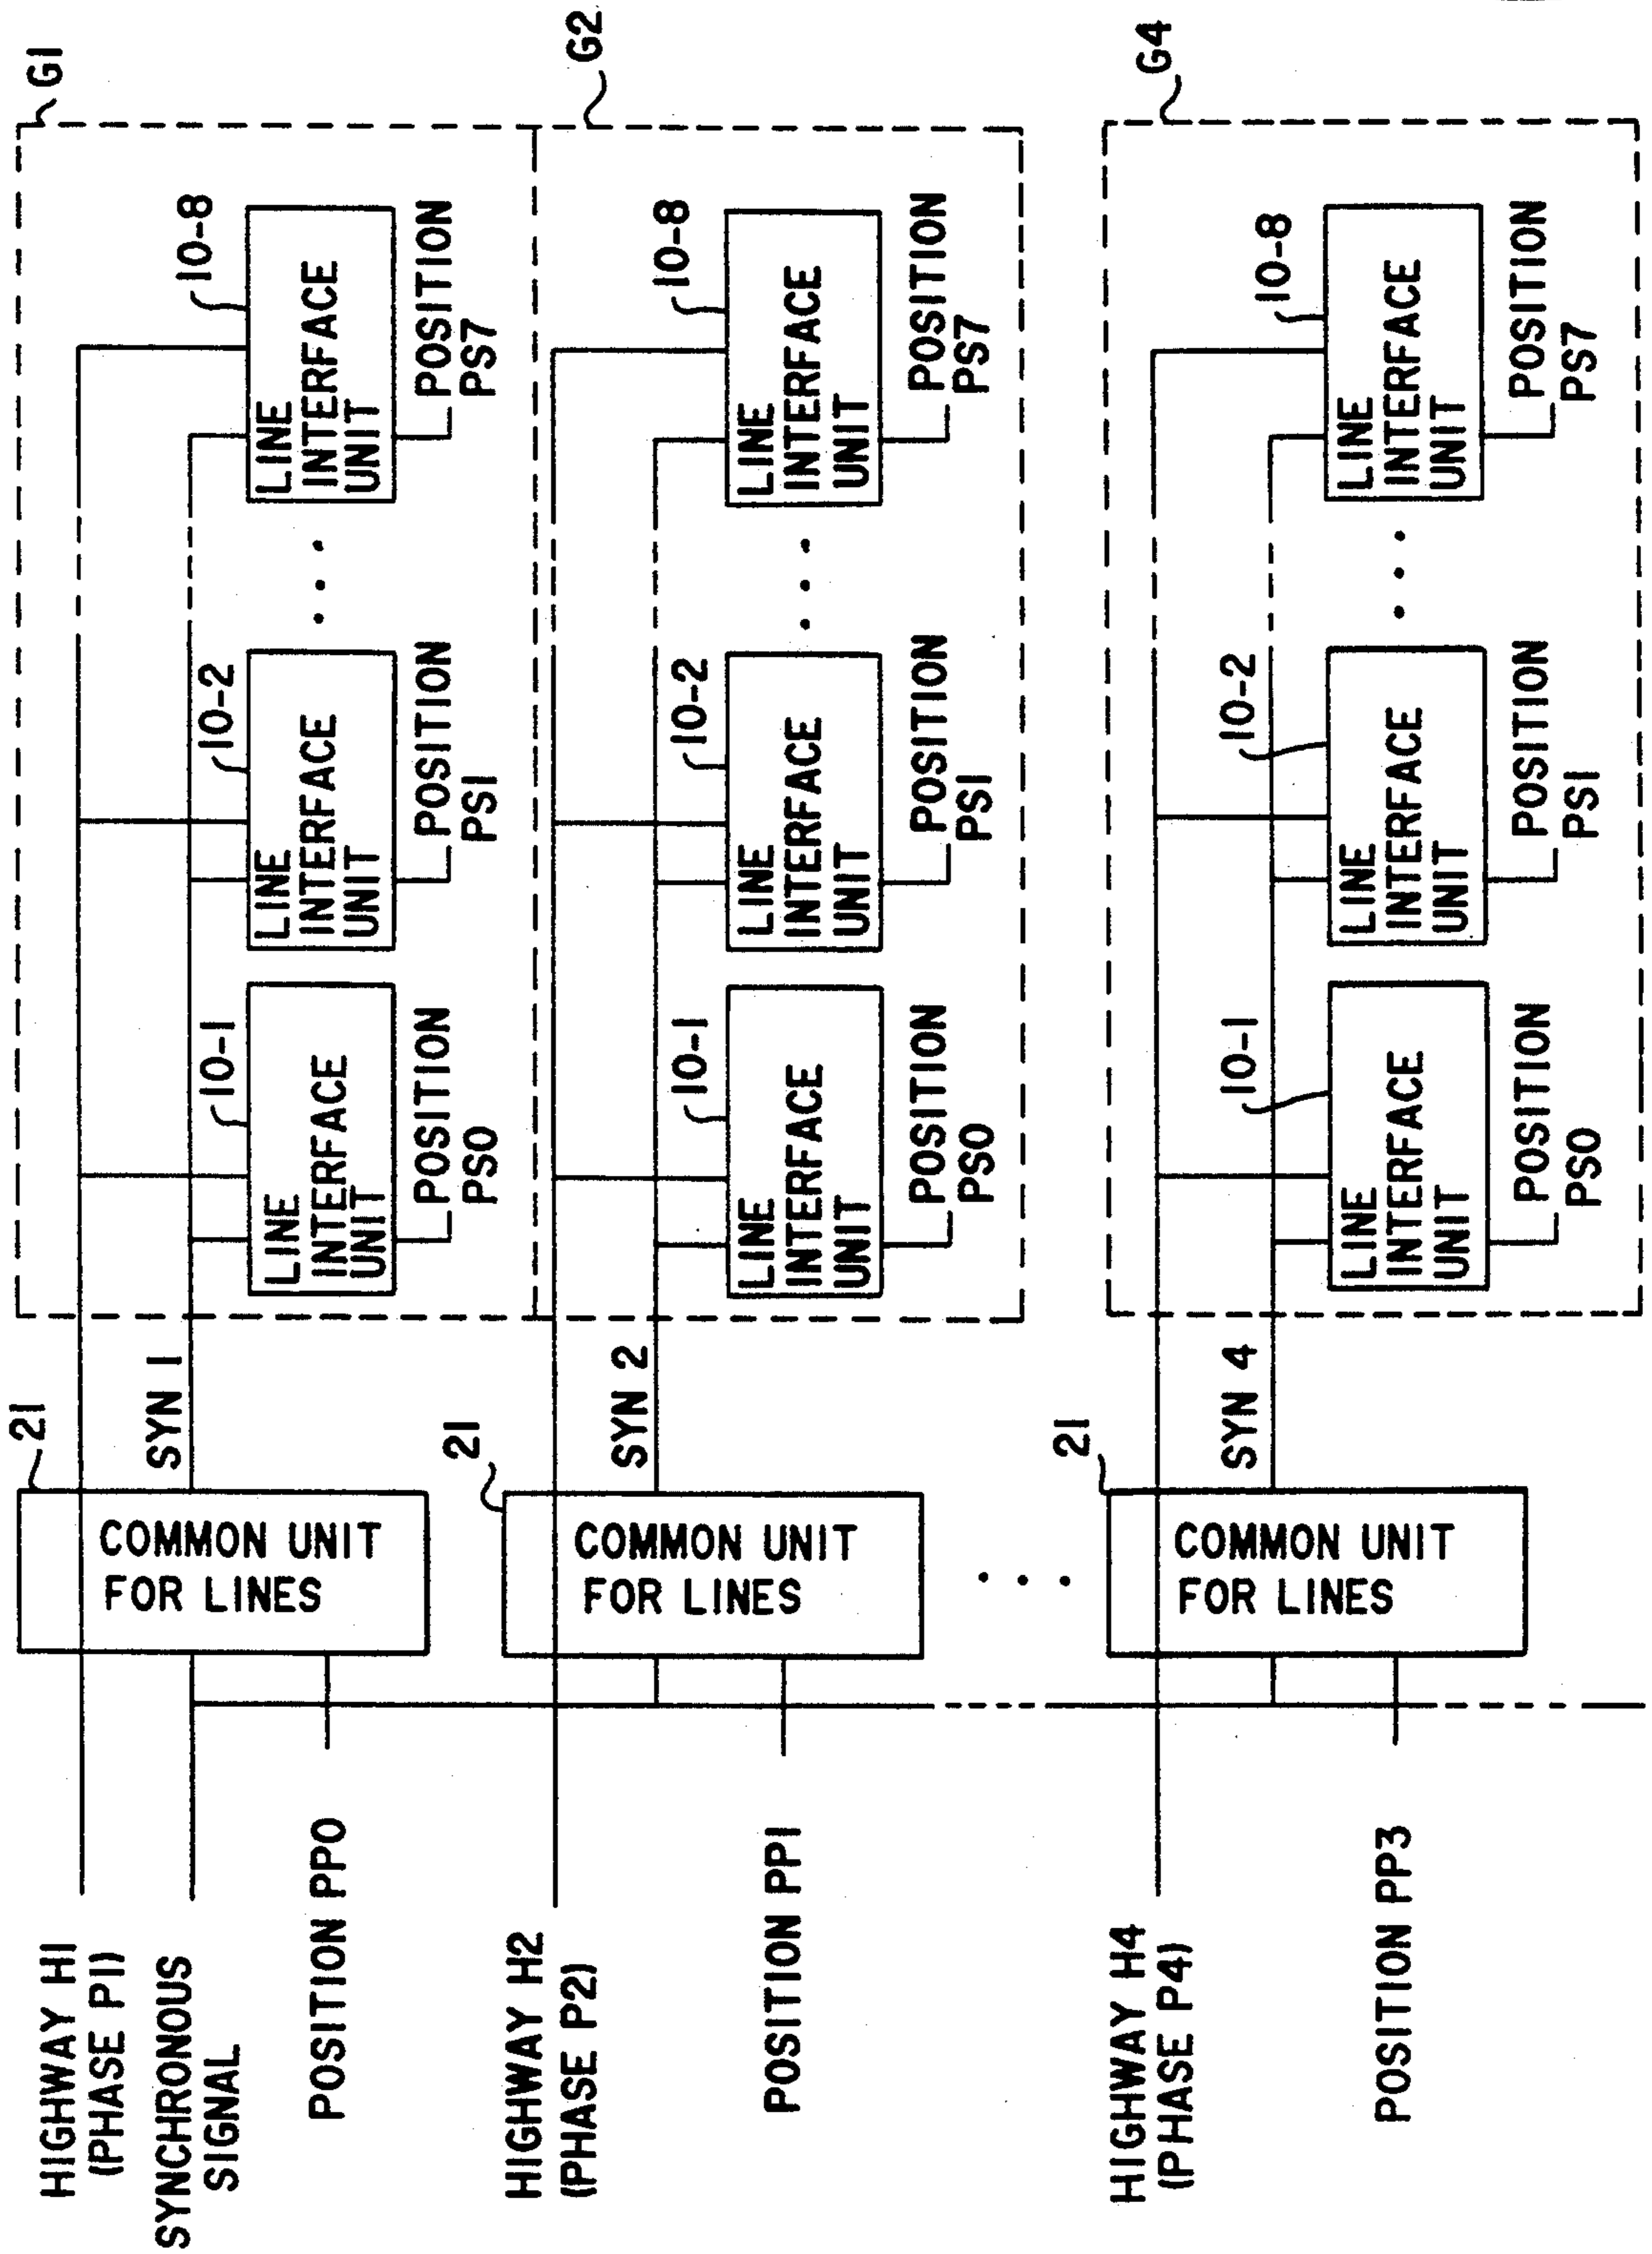 HIGHWAY H1
(PHASE P1)
SYNCHRONOUS
SIGNAL
POSITION PP0
21
COMMON UNIT
FOR LINES
SYN 1
G1
10-1
LINE
INTERFACE
UNIT
POSITION
PS0
10-2
LINE
INTERFACE
UNIT
POSITION
PS1
10-8
LINE
INTERFACE
UNIT
POSITION
PS7
HIGHWAY H2
(PHASE P2)
POSITION PP1
21
COMMON UNIT
FOR LINES
SYN 2
G2
10-1
LINE
INTERFACE
UNIT
POSITION
PS0
10-2
LINE
INTERFACE
UNIT
POSITION
PS1
10-8
LINE
INTERFACE
UNIT
POSITION
PS7
HIGHWAY H4
(PHASE P4)
POSITION PP3
21
COMMON UNIT
FOR LINES
SYN 4
G4
10-1
LINE
INTERFACE
UNIT
POSITION
PS0
10-2
LINE
INTERFACE
UNIT
POSITION
PS1
10-8
LINE
INTERFACE
UNIT
POSITION
PS7